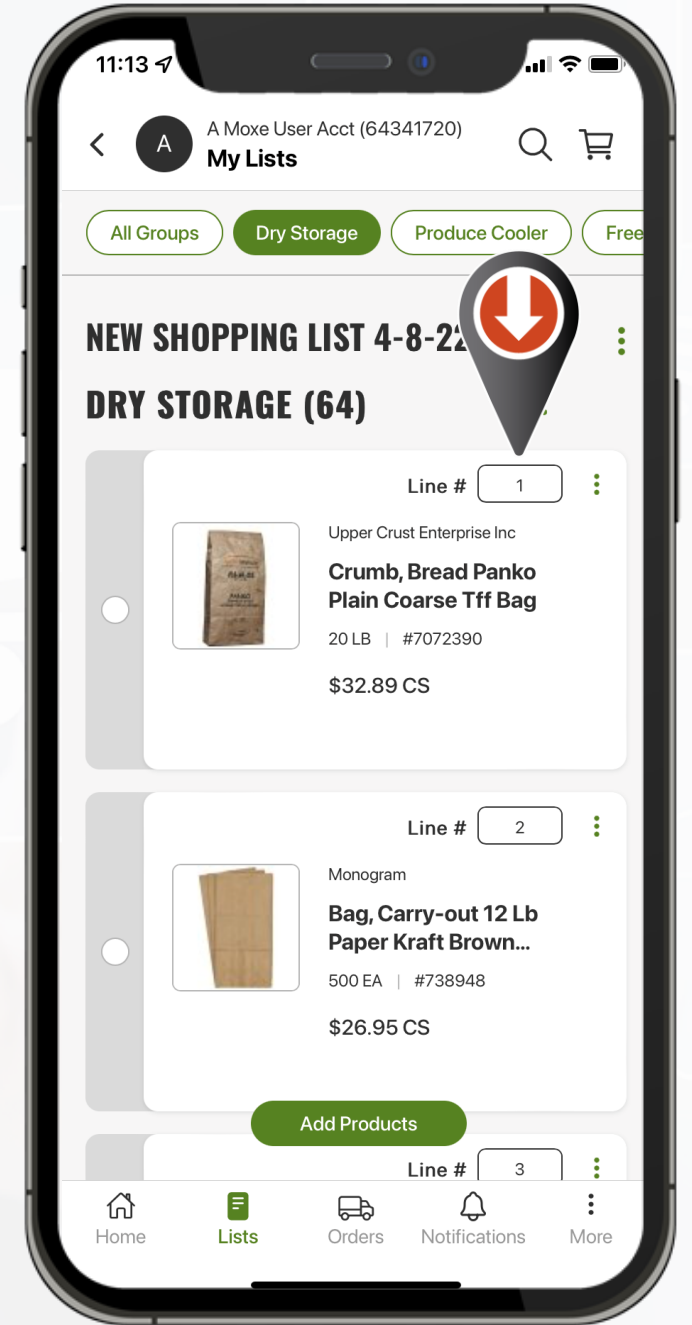 11:13
A
A Moxe User Acct (64341720)
My Lists
All Groups
Dry Storage
Produce Cooler
Free
NEW SHOPPING LIST 4-8-22
DRY STORAGE (64)
Line # 1
Upper Crust Enterprise Inc
Crumb, Bread Panko
Plain Coarse Tff Bag
20 LB | #7072390
$32.89 CS
Line # 2
Monogram
Bag, Carry-out 12 Lb
Paper Kraft Brown...
500 EA | #738948
$26.95 CS
Add Products
Line # 3
Home
Lists
Orders
Notifications
More